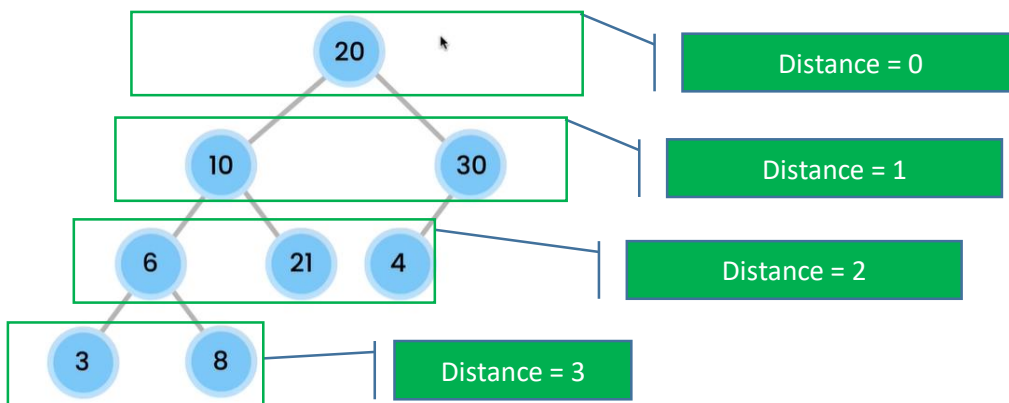 20
Distance = 0
10 30
Distance = 1
6 21 4
Distance = 2
3 8
Distance = 3